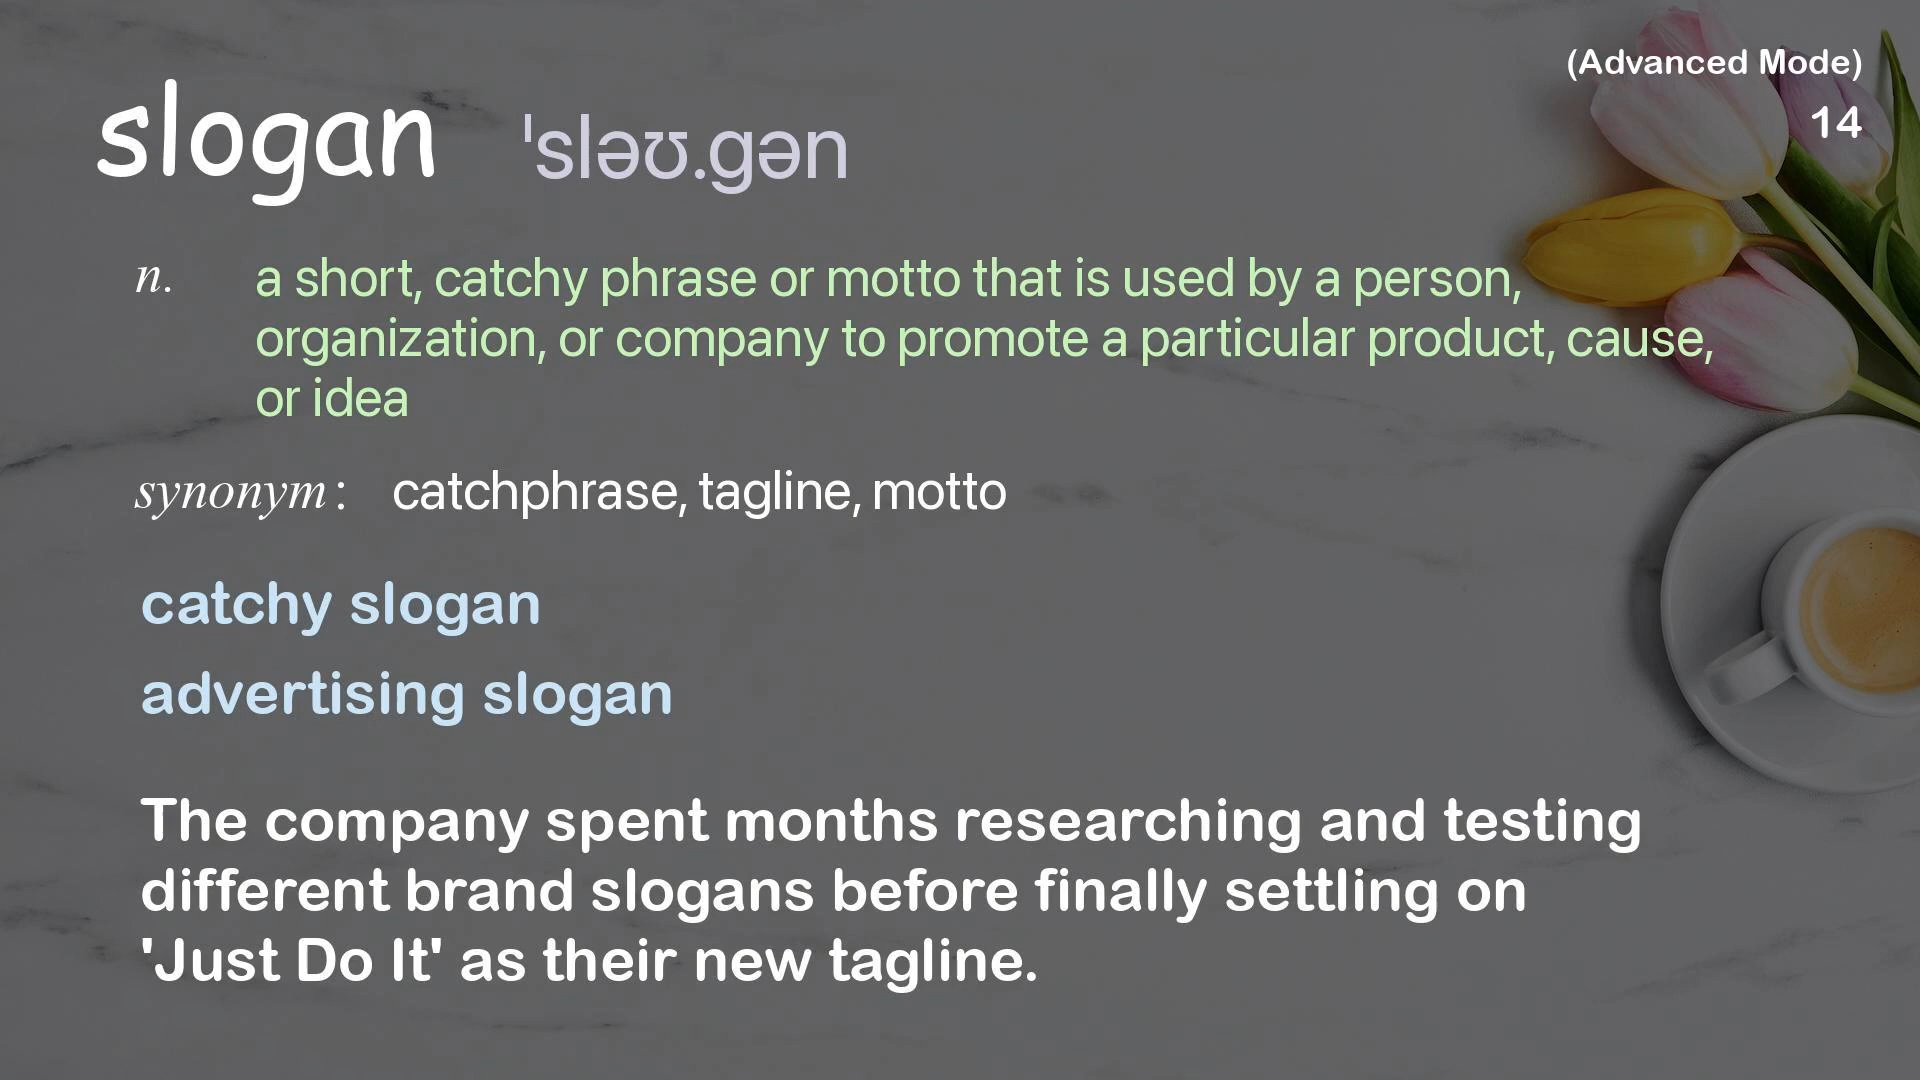 (Advanced Mode)
14
slogan ˈsləʊ.gən
n. a short, catchy phrase or motto that is used by a person,
organization, or company to promote a particular product, cause,
or idea
synonym: catchphrase, tagline, motto
catchy slogan
advertising slogan
The company spent months researching and testing
different brand slogans before finally settling on
'Just Do It' as their new tagline.